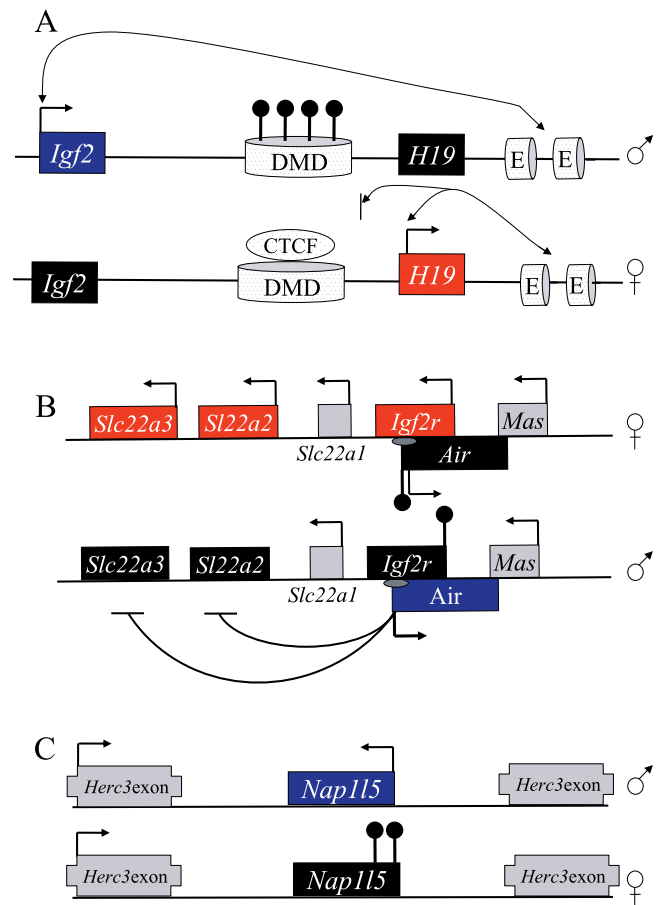 A
Igf2 DMD H19 E E ♂
CTCF
Igf2 DMD H19 E E ♀
B
Slc22a3 Sl22a2 Igf2r Mas ♀
Slc22a1 Air
Slc22a3 Sl22a2 Igf2r Mas ♂
Slc22a1 Air
C
Herc3exon Nap1l5 Herc3exon ♂
Herc3exon Nap1l5 Herc3exon ♀